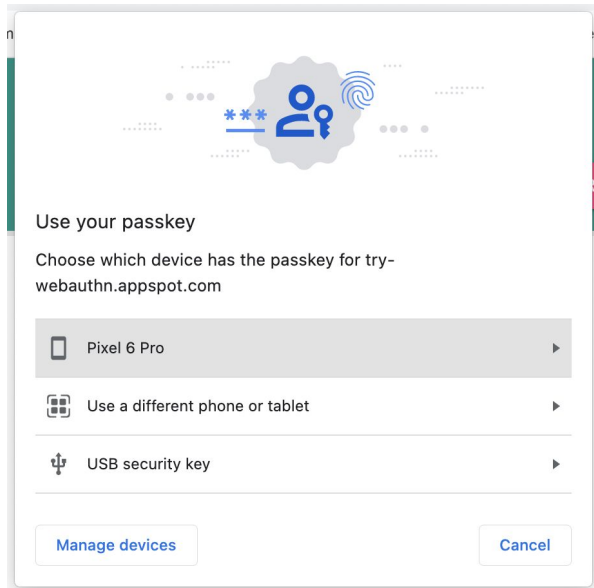 ***
Use your passkey
Choose which device has the passkey for try-
webauthn.appspot.com
Pixel 6 Pro
Use a different phone or tablet
USB security key
Manage devices
Cancel